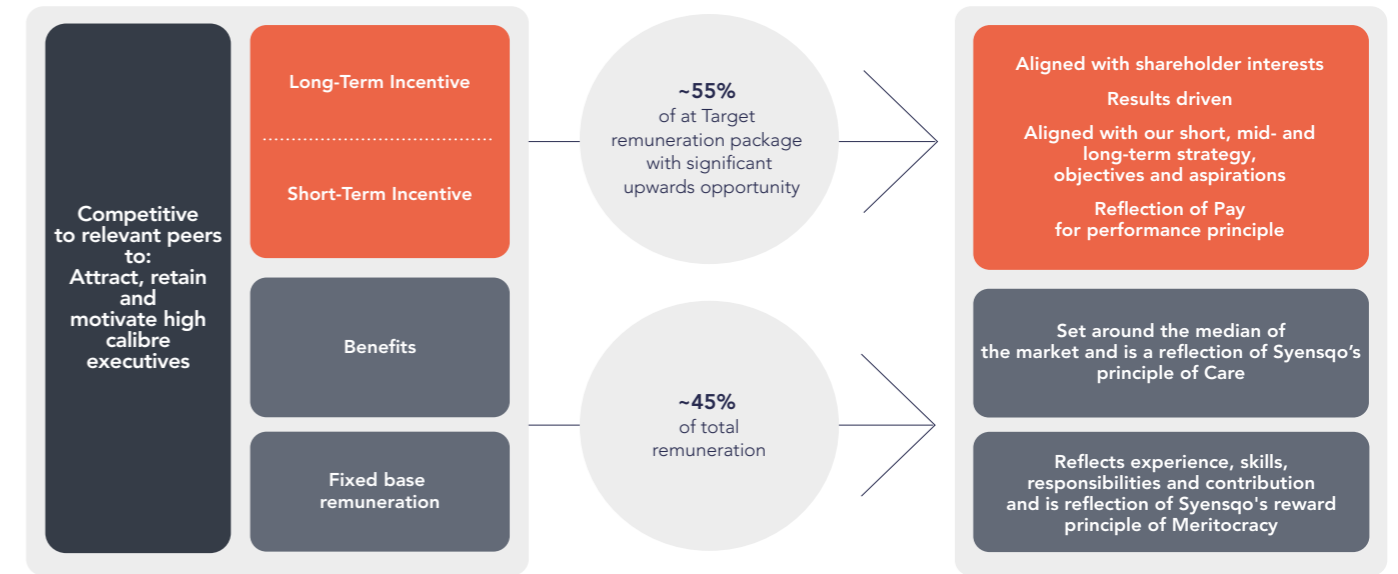 Competitive
to relevant peers
to:
Attract, retain
and
motivate high
calibre
executives
Long-Term Incentive
Short-Term Incentive
Benefits
Fixed base
remuneration
~55%
of at Target
remuneration package
with significant
upwards opportunity
~45%
of total
remuneration
Aligned with shareholder interests
Results driven
Aligned with our short, mid- and
long-term strategy,
objectives and aspirations
Reflection of Pay
for performance principle
Set around the median of
the market and is a reflection of Syensqo’s
principle of Care
Reflects experience, skills,
responsibilities and contribution
and is reflection of Syensqo's reward
principle of Meritocracy